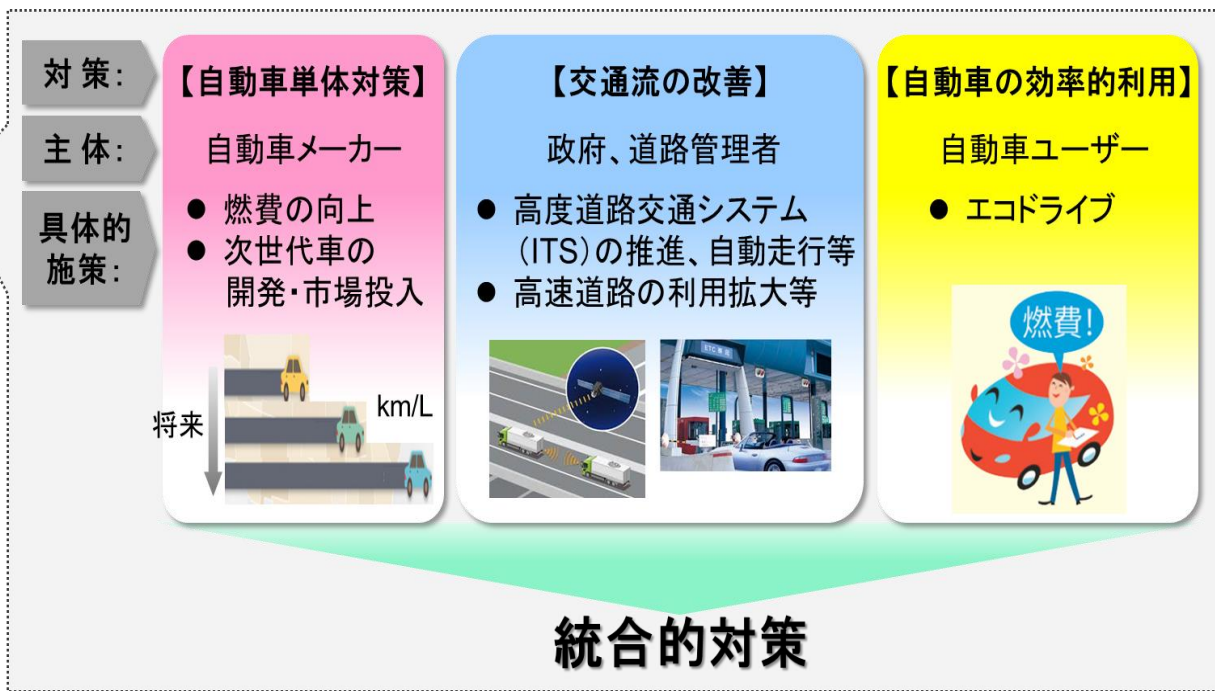 対 策:
【自動車単体対策】
【交通流の改善】
【自動車の効率的利用】
主 体:
自動車メーカー
政府、道路管理者
自動車ユーザー
具体的
施策:
● 燃費の向上
● 次世代車の
開発・市場投入
● 高度道路交通システム
(ITS)の推進、自動走行等
● 高速道路の利用拡大等
● エコドライブ
将来
km/L
ETC専用
燃費!
統合的対策